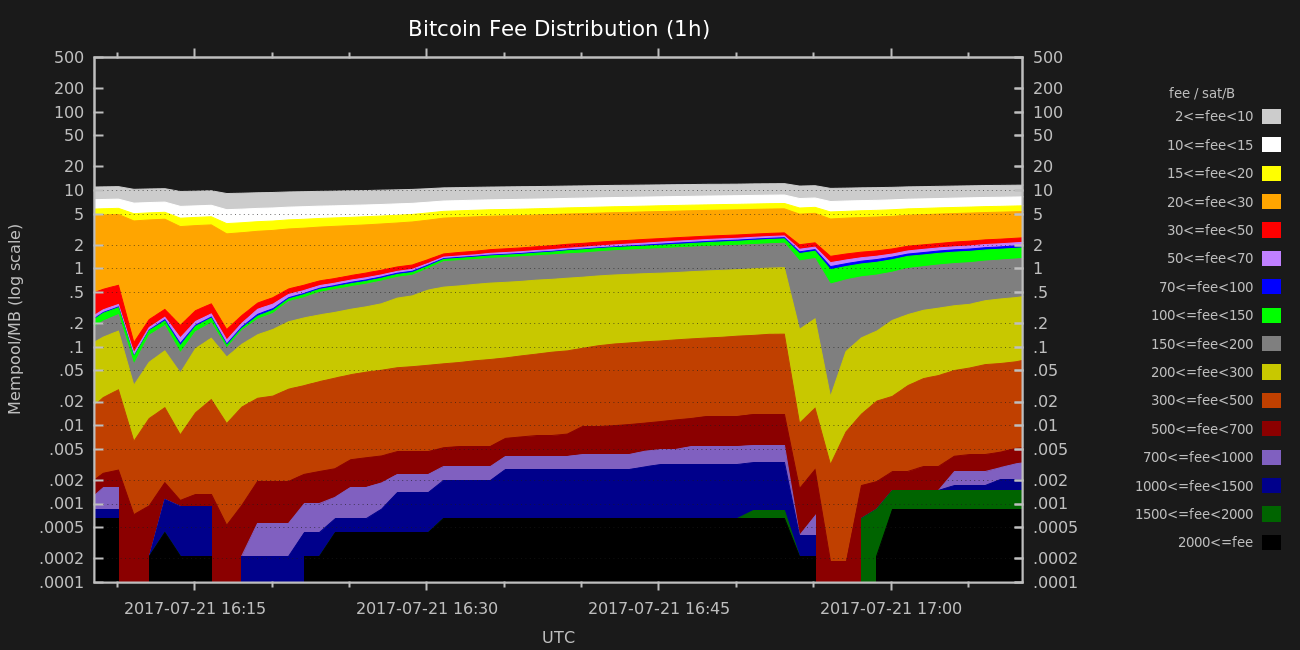 Bitcoin Fee Distribution (1h)
500
200
100
50
20
10
5
2
1
.5
.2
.1
.05
.02
.01
.005
.002
.001
.0005
.0002
.0001
Mempool/MB (log scale)
500
200
100
50
20
10
5
2
1
.5
.2
.1
.05
.02
.01
.005
.002
.001
.0005
.0002
.0001
2017-07-21 16:15 2017-07-21 16:30 2017-07-21 16:45 2017-07-21 17:00
UTC
fee / sat/B
2<=fee<10
10<=fee<15
15<=fee<20
20<=fee<30
30<=fee<50
50<=fee<70
70<=fee<100
100<=fee<150
150<=fee<200
200<=fee<300
300<=fee<500
500<=fee<700
700<=fee<1000
1000<=fee<1500
1500<=fee<2000
2000<=fee